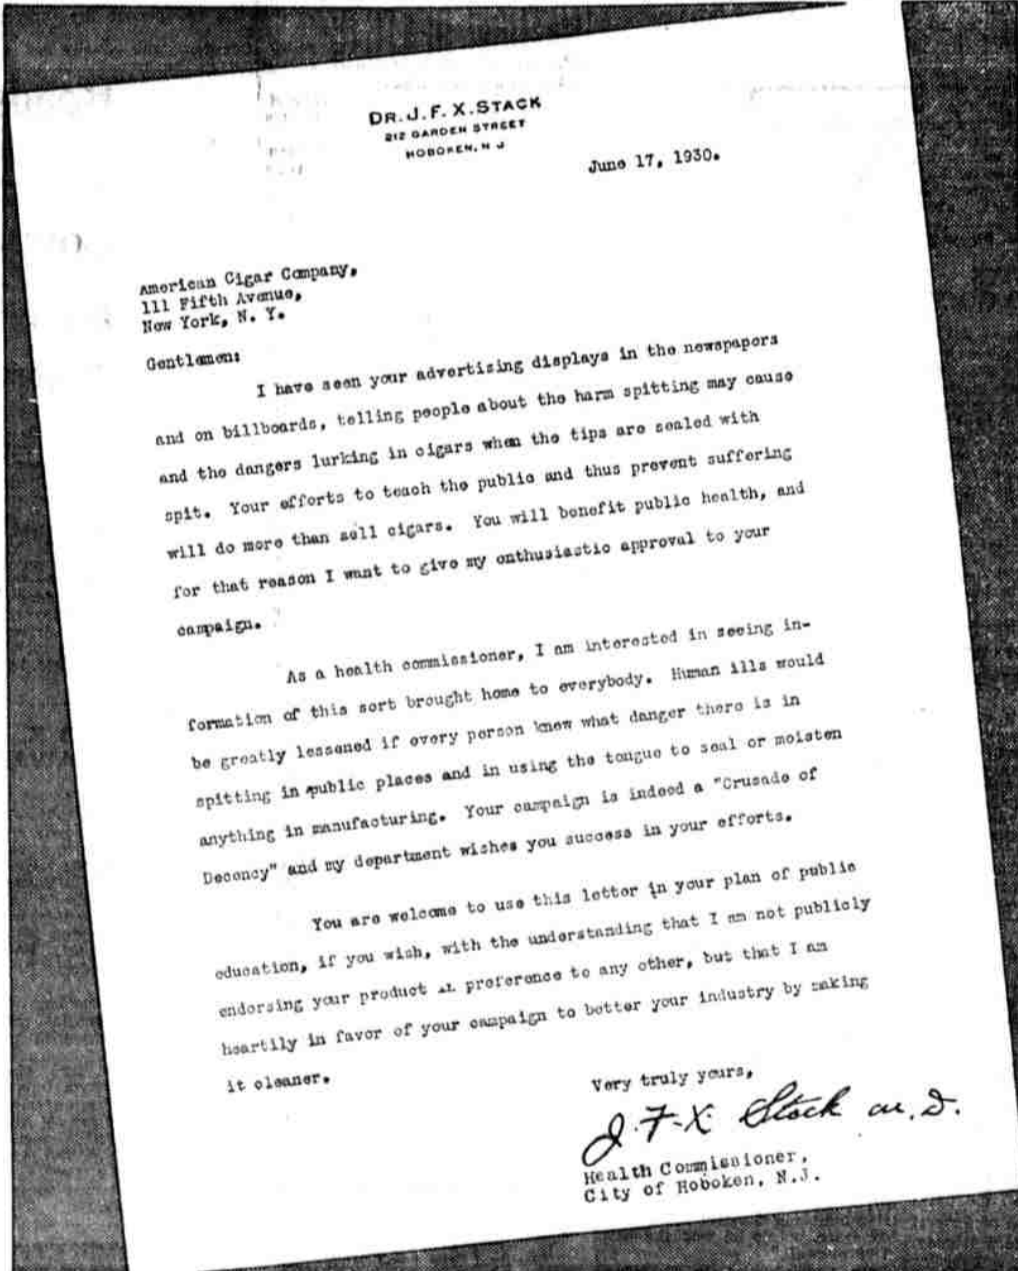 DR. J. F. X. STACK
212 GARDEN STREET
HOBOKEN, N J
June 17, 1930.
American Cigar Company,
111 Fifth Avenue,
New York, N. Y.
Gentlemen:
I have seen your advertising displays in the newspapers
and on billboards, telling people about the harm spitting may cause
and the dangers lurking in cigars when the tips are sealed with
spit. Your efforts to teach the public and thus prevent suffering
will do more than sell cigars. You will benefit public health, and
for that reason I want to give my enthusiastic approval to your
campaign.
As a health commissioner, I am interested in seeing in-
formation of this sort brought home to everybody. Human ills would
be greatly lessened if every person knew what danger there is in
spitting in public places and in using the tongue to seal or moisten
anything in manufacturing. Your campaign is indeed a "Crusade of
Decency" and my department wishes you success in your efforts.
You are welcome to use this letter in your plan of public
education, if you wish, with the understanding that I am not publicly
endorsing your product preference to any other, but that I am
heartily in favor of your campaign to better your industry by making
it cleaner.
Very truly yours,
J. F. X. Stack M. D.
Health Commissioner,
City of Hoboken, N.J.